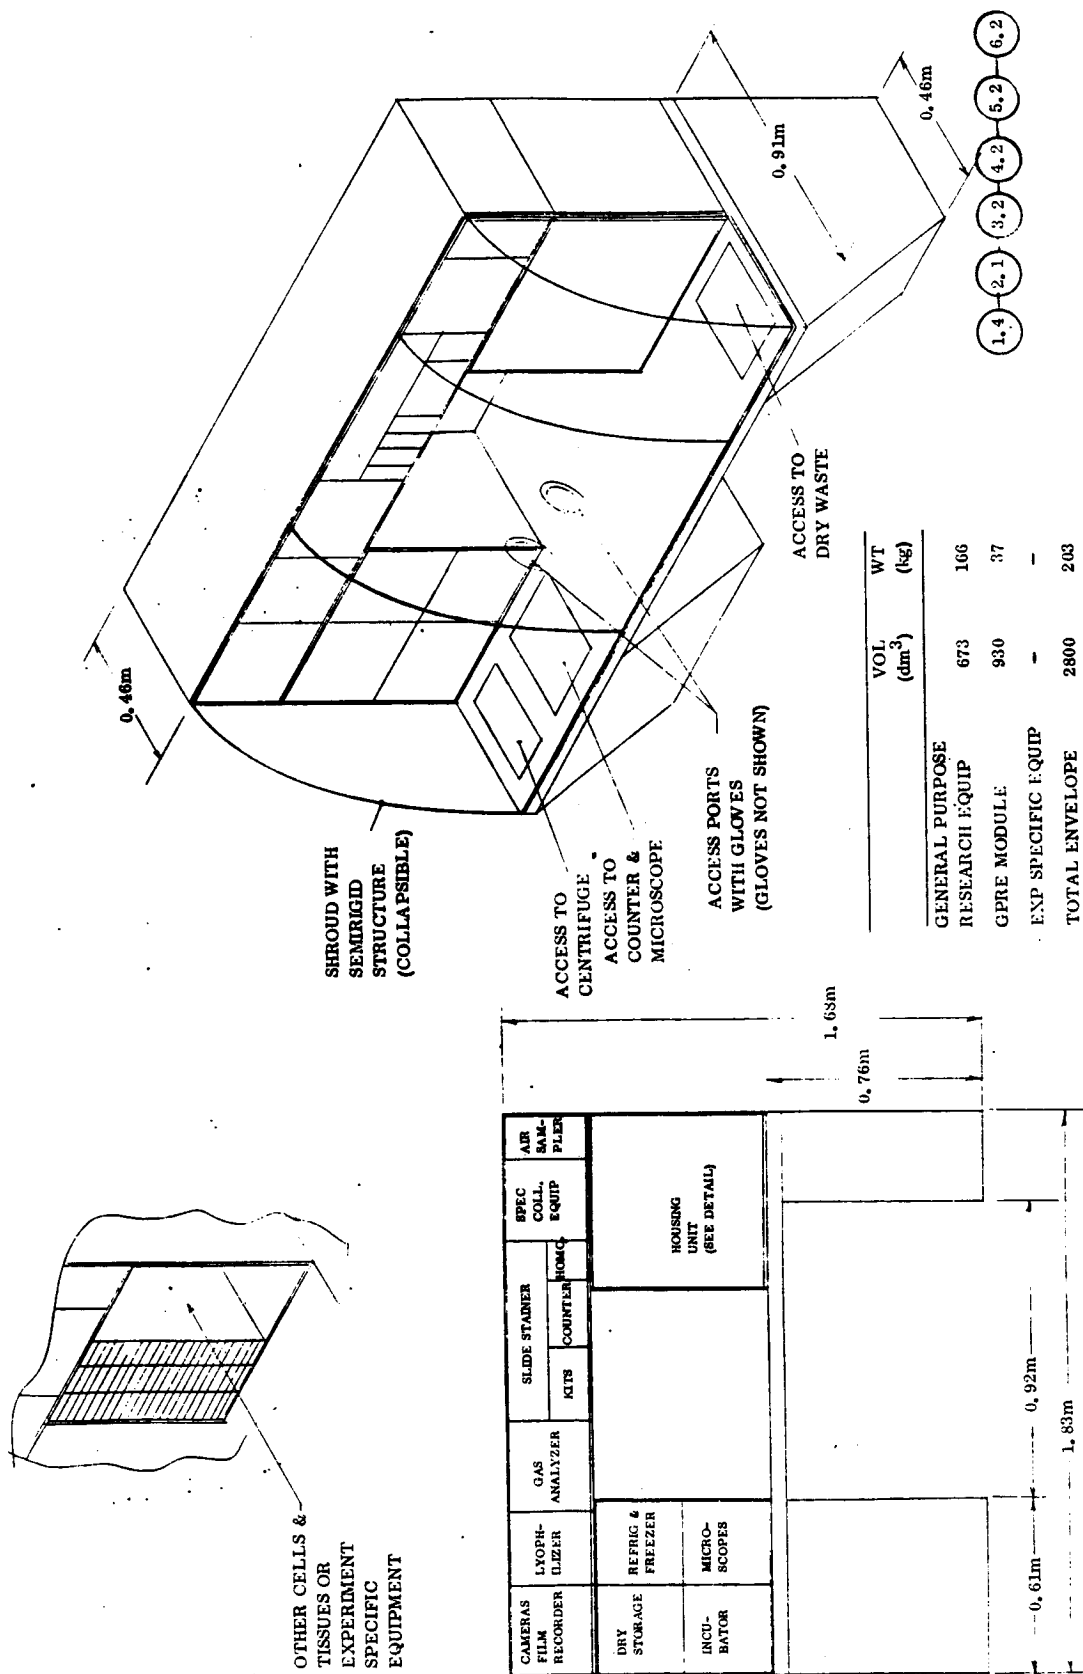 OTHER CELLS &
TISSUES OR
EXPERIMENT
SPECIFIC
EQUIPMENT
SHROUD WITH
SEMIRIGID
STRUCTURE
(COLLAPSIBLE)
0.46m
ACCESS TO
CENTRIFUGE
ACCESS TO
COUNTER &
MICROSCOPE
ACCESS PORTS
WITH GLOVES
(GLOVES NOT SHOWN)
ACCESS TO
DRY WASTE
0.91m
0.46m
CAMERAS
FILM
RECORDER
LYOPH-
ILIZER
GAS
ANALYZER
SLIDE STAINER
KITS
COUNTER
HOMO.
SPEC
COLL.
EQUIP
AIR
SAM-
PLER
DRY
STORAGE
REFRIG &
FREEZER
INCU-
BATOR
MICRO-
SCOPES
HOUSING
UNIT
(SEE DETAIL)
1.68m
0.76m
0.61m
0.92m
1.83m
VOL (dm³) WT (kg)
GENERAL PURPOSE
RESEARCH EQUIP 673 166
GPRE MODULE 930 37
EXP SPECIFIC EQUIP - -
TOTAL ENVELOPE 2800 203
1.4 2.1 3.2 4.2 5.2 6.2